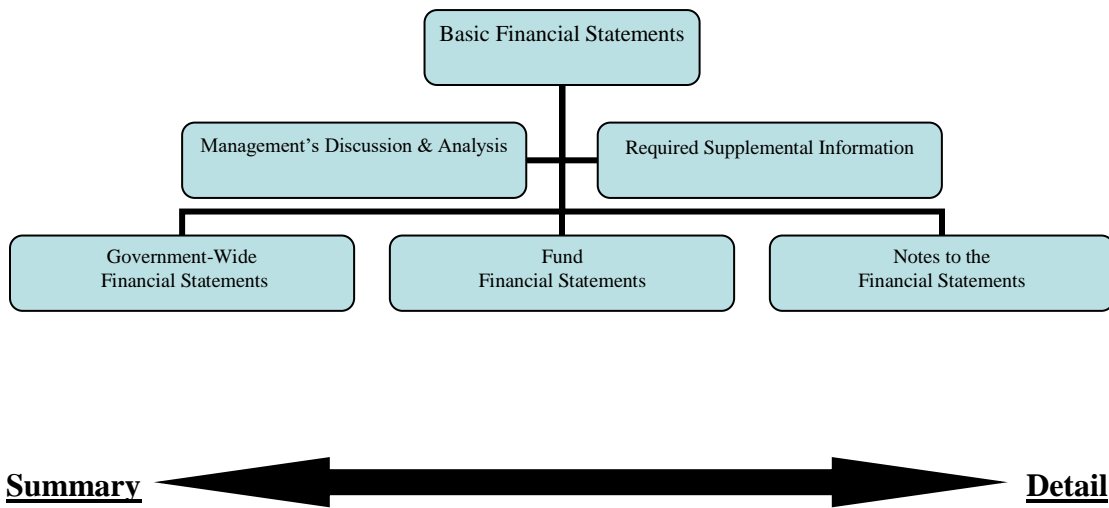 Basic Financial Statements
Management’s Discussion & Analysis
Required Supplemental Information
Government-Wide
Financial Statements
Fund
Financial Statements
Notes to the
Financial Statements
Summary
Detail